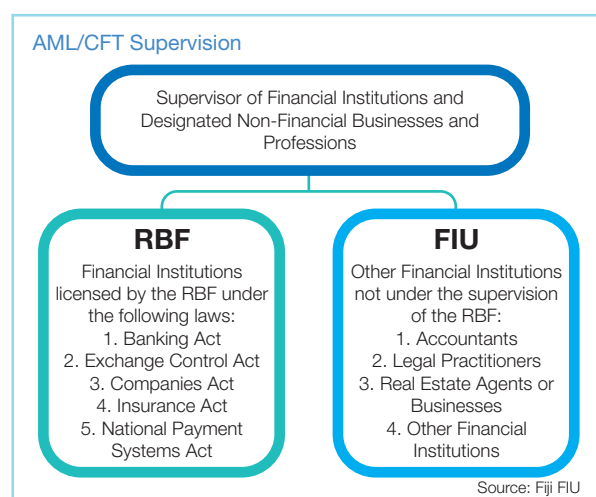 AML/CFT Supervision
Supervisor of Financial Institutions and
Designated Non-Financial Businesses and
Professions
RBF
Financial Institutions
licensed by the RBF under
the following laws:
1. Banking Act
2. Exchange Control Act
3. Companies Act
4. Insurance Act
5. National Payment
Systems Act
FIU
Other Financial Institutions
not under the supervision
of the RBF:
1. Accountants
2. Legal Practitioners
3. Real Estate Agents or
Businesses
4. Other Financial
Institutions
Source: Fiji FIU